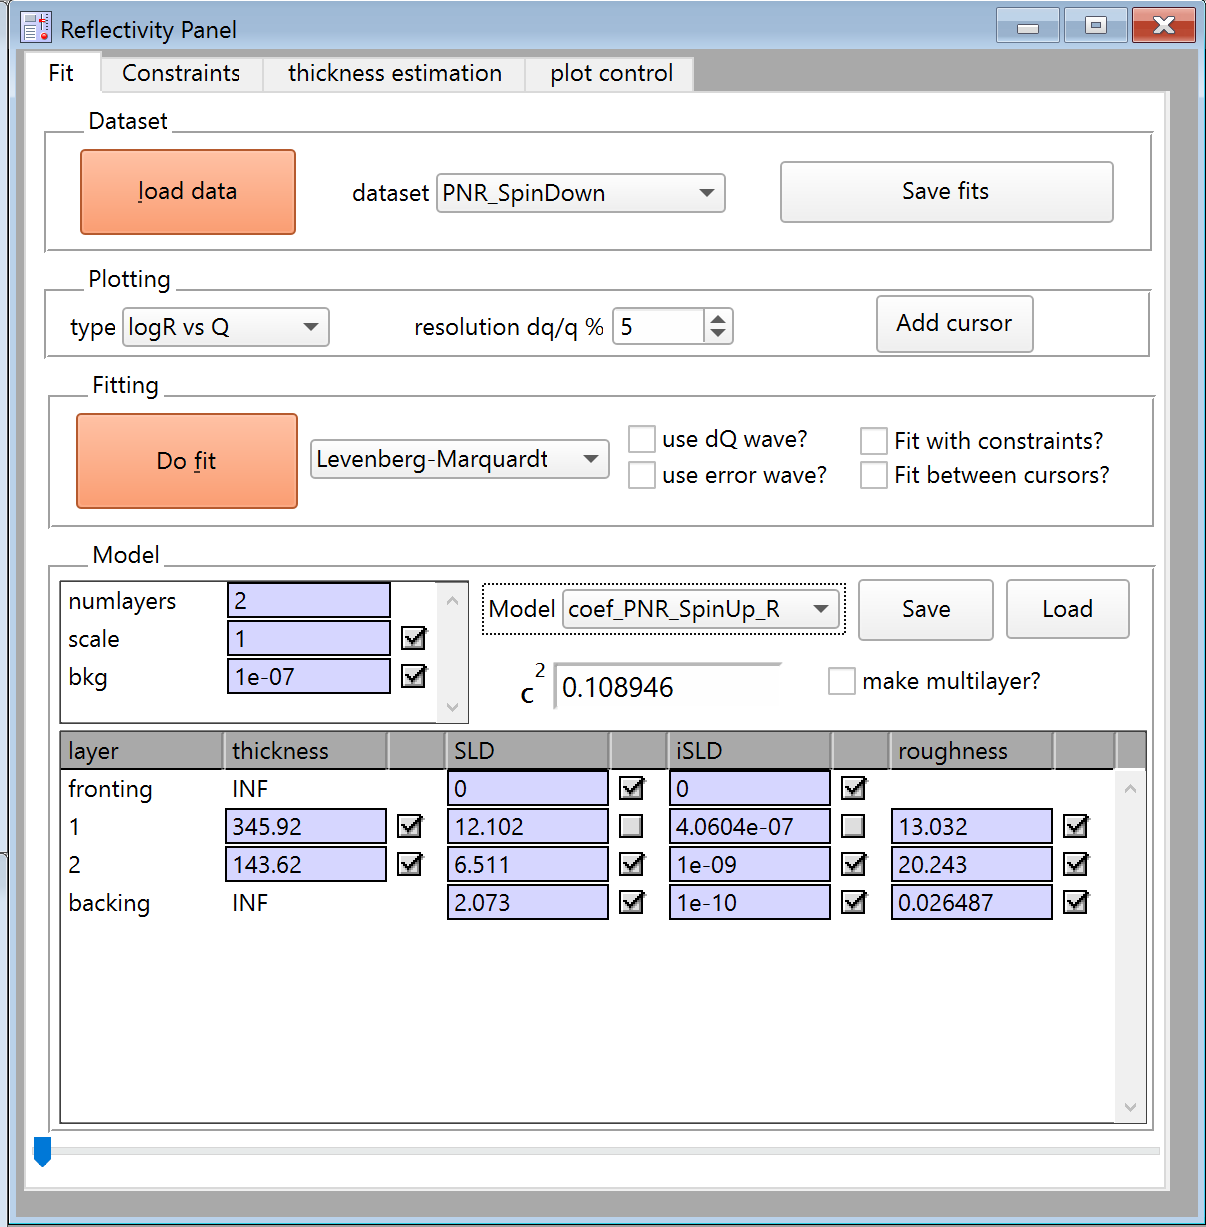 Reflectivity Panel
Fit Constraints thickness estimation plot control
Dataset
load data dataset PNR_SpinDown Save fits
Plotting
type logR vs Q resolution dq/q % 5 Add cursor
Fitting
Do fit Levenberg-Marquardt use dQ wave? Fit with constraints?
use error wave? Fit between cursors?
Model
numlayers 2 Model coef_PNR_SpinUp_R Save Load
scale 1
bkg 1e-07 c 2 0.108946 make multilayer?
layer thickness SLD iSLD roughness
fronting INF 0 0
1 345.92 12.102 4.0604e-07 13.032
2 143.62 6.511 1e-09 20.243
backing INF 2.073 1e-10 0.026487